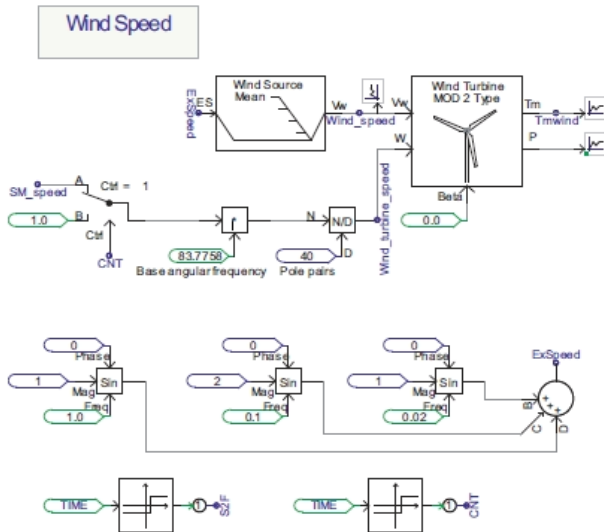 Wind Speed
Wind Source
Mean
ES
Vw
ExSpeed
Wind_speed
Wind Turbine
MOD 2 Type
Vw
W
Tm
P
Beta
Tmwind
0.0
SM_speed
A
Ctrl = 1
1.0
B
Ctrl
CNT
83.7758
Base angular frequency
N
N/D
D
40
Pole pairs
Wind_turbine_speed
0
Phase
1
Mag
Sin
Freq
1.0
0
Phase
2
Mag
Sin
Freq
0.1
0
Phase
1
Mag
Sin
Freq
0.02
ExSpeed
B
C
D
TIME
1
S2F
TIME
1
CNT